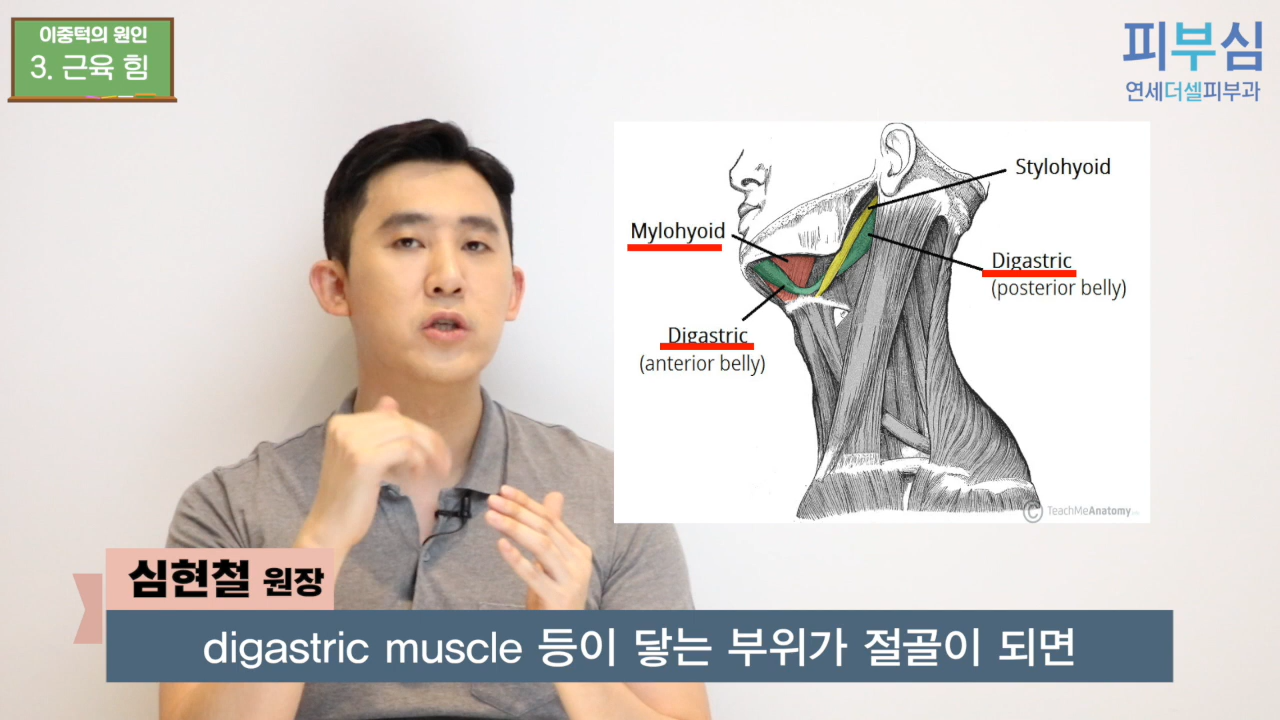 이중턱의 원인
3. 근육 힘
피부심
연세더셀피부과
Stylohyoid
Mylohyoid
Digastric
(posterior belly)
Digastric
(anterior belly)
© TeachMeAnatomy
심현철 원장
digastric muscle 등이 닿는 부위가 절골이 되면